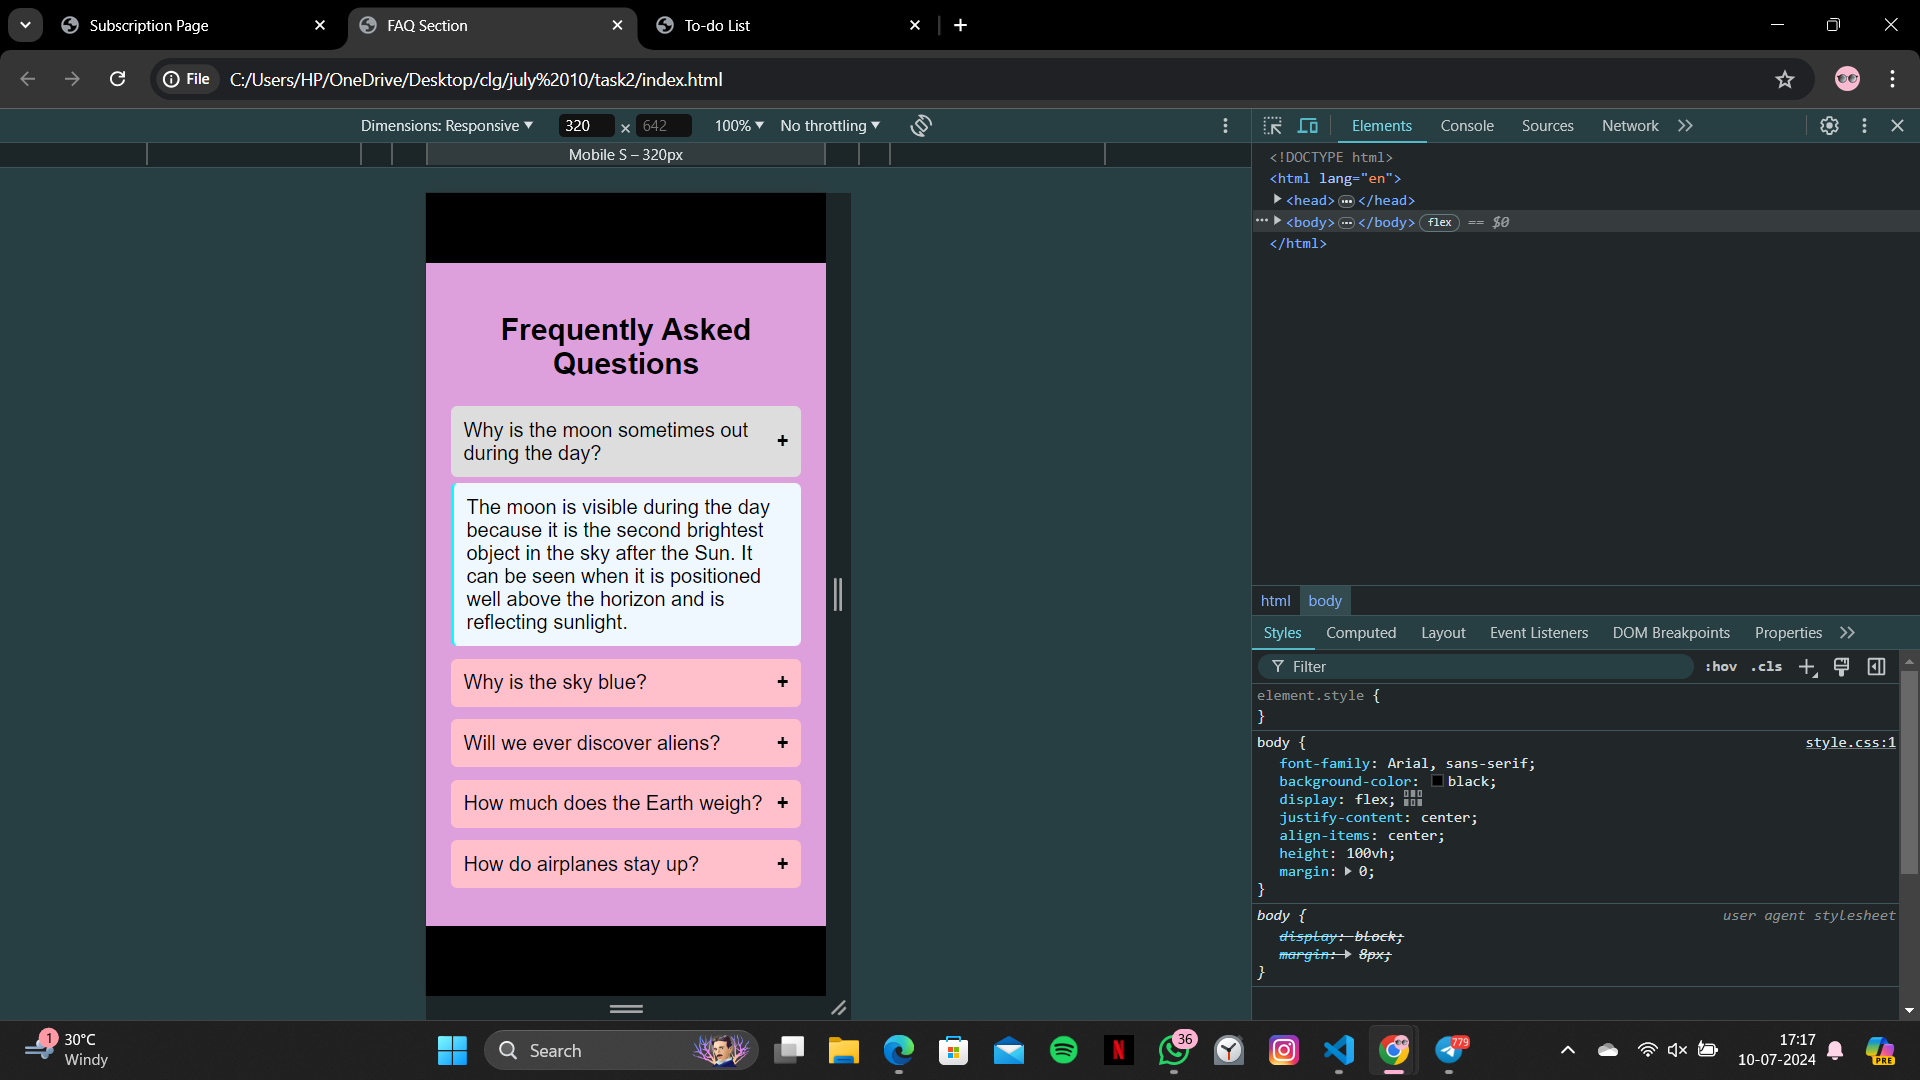 Subscription Page
FAQ Section
To-do List
File
C:/Users/HP/OneDrive/Desktop/clg/july%2010/task2/index.html
Dimensions: Responsive
320 x 642
100%
No throttling
Elements Console Sources Network
Mobile S – 320px
<!DOCTYPE html>
<html lang="en">
<head> ··· </head>
··· <body> ··· </body> flex == $0
</html>
Frequently Asked
Questions
Why is the moon sometimes out
during the day?
+
The moon is visible during the day
because it is the second brightest
object in the sky after the Sun. It
can be seen when it is positioned
well above the horizon and is
reflecting sunlight.
Why is the sky blue? +
Will we ever discover aliens? +
How much does the Earth weigh? +
How do airplanes stay up? +
html body
Styles Computed Layout Event Listeners DOM Breakpoints Properties
Filter :hov .cls
element.style {
}
body { style.css:1
font-family: Arial, sans-serif;
background-color: black;
display: flex;
justify-content: center;
align-items: center;
height: 100vh;
margin: 0;
}
body { user agent stylesheet
display: block;
margin: 8px;
}
1
30°C
Windy
Search
N
36
779
17:17
10-07-2024
PRE